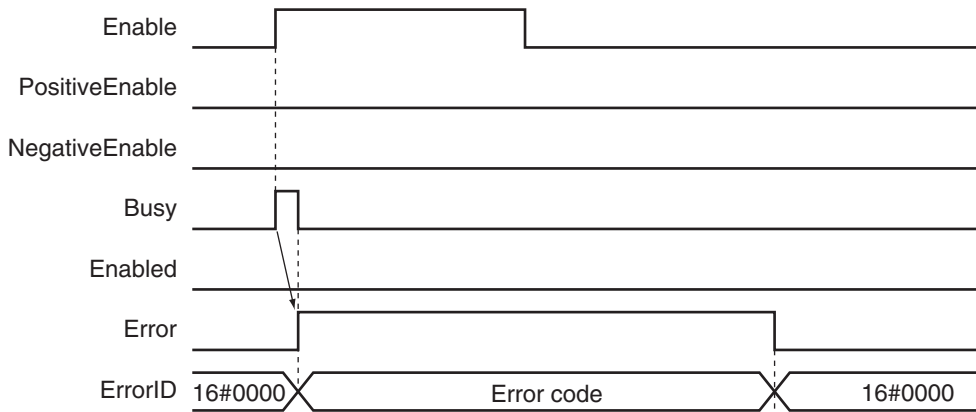 Enable
PositiveEnable
NegativeEnable
Busy
Enabled
Error
ErrorID 16#0000 Error code 16#0000